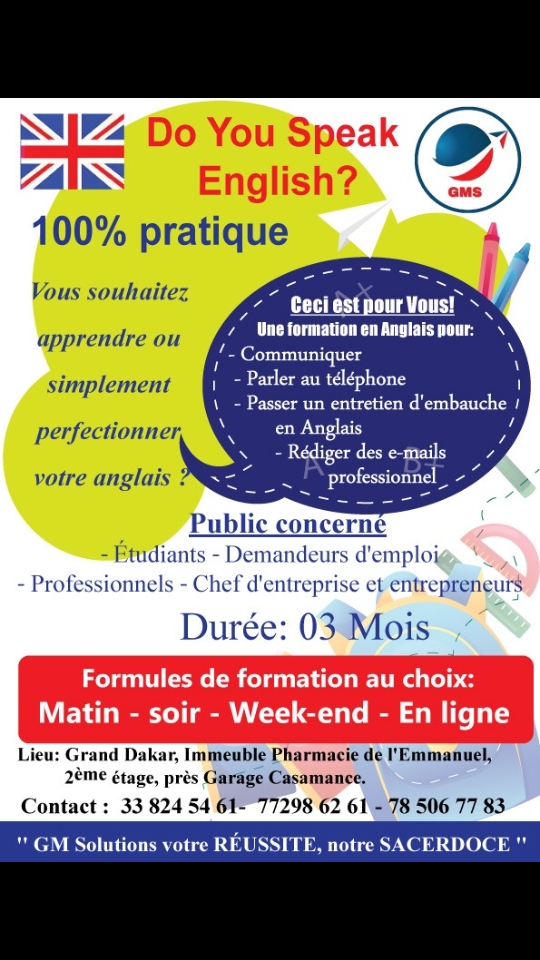 Do You Speak
English?
GMS
100% pratique
Vous souhaitez
apprendre ou
simplement
perfectionner
votre anglais ?
A+
Ceci est pour Vous!
Une formation en Anglais pour:
- Communiquer
- Parler au téléphone
- Passer un entretien d'embauche
en Anglais
- Rédiger des e-mails
professionnel
A
B+
Public concerné
- Étudiants - Demandeurs d'emploi
- Professionnels - Chef d'entreprise et entrepreneurs
Durée: 03 Mois
Formules de formation au choix:
Matin - soir - Week-end - En ligne
Lieu: Grand Dakar, Immeuble Pharmacie de l'Emmanuel,
2ème étage, près Garage Casamance.
Contact : 33 824 54 61- 77298 62 61 - 78 506 77 83
" GM Solutions votre RÉUSSITE, notre SACERDOCE "